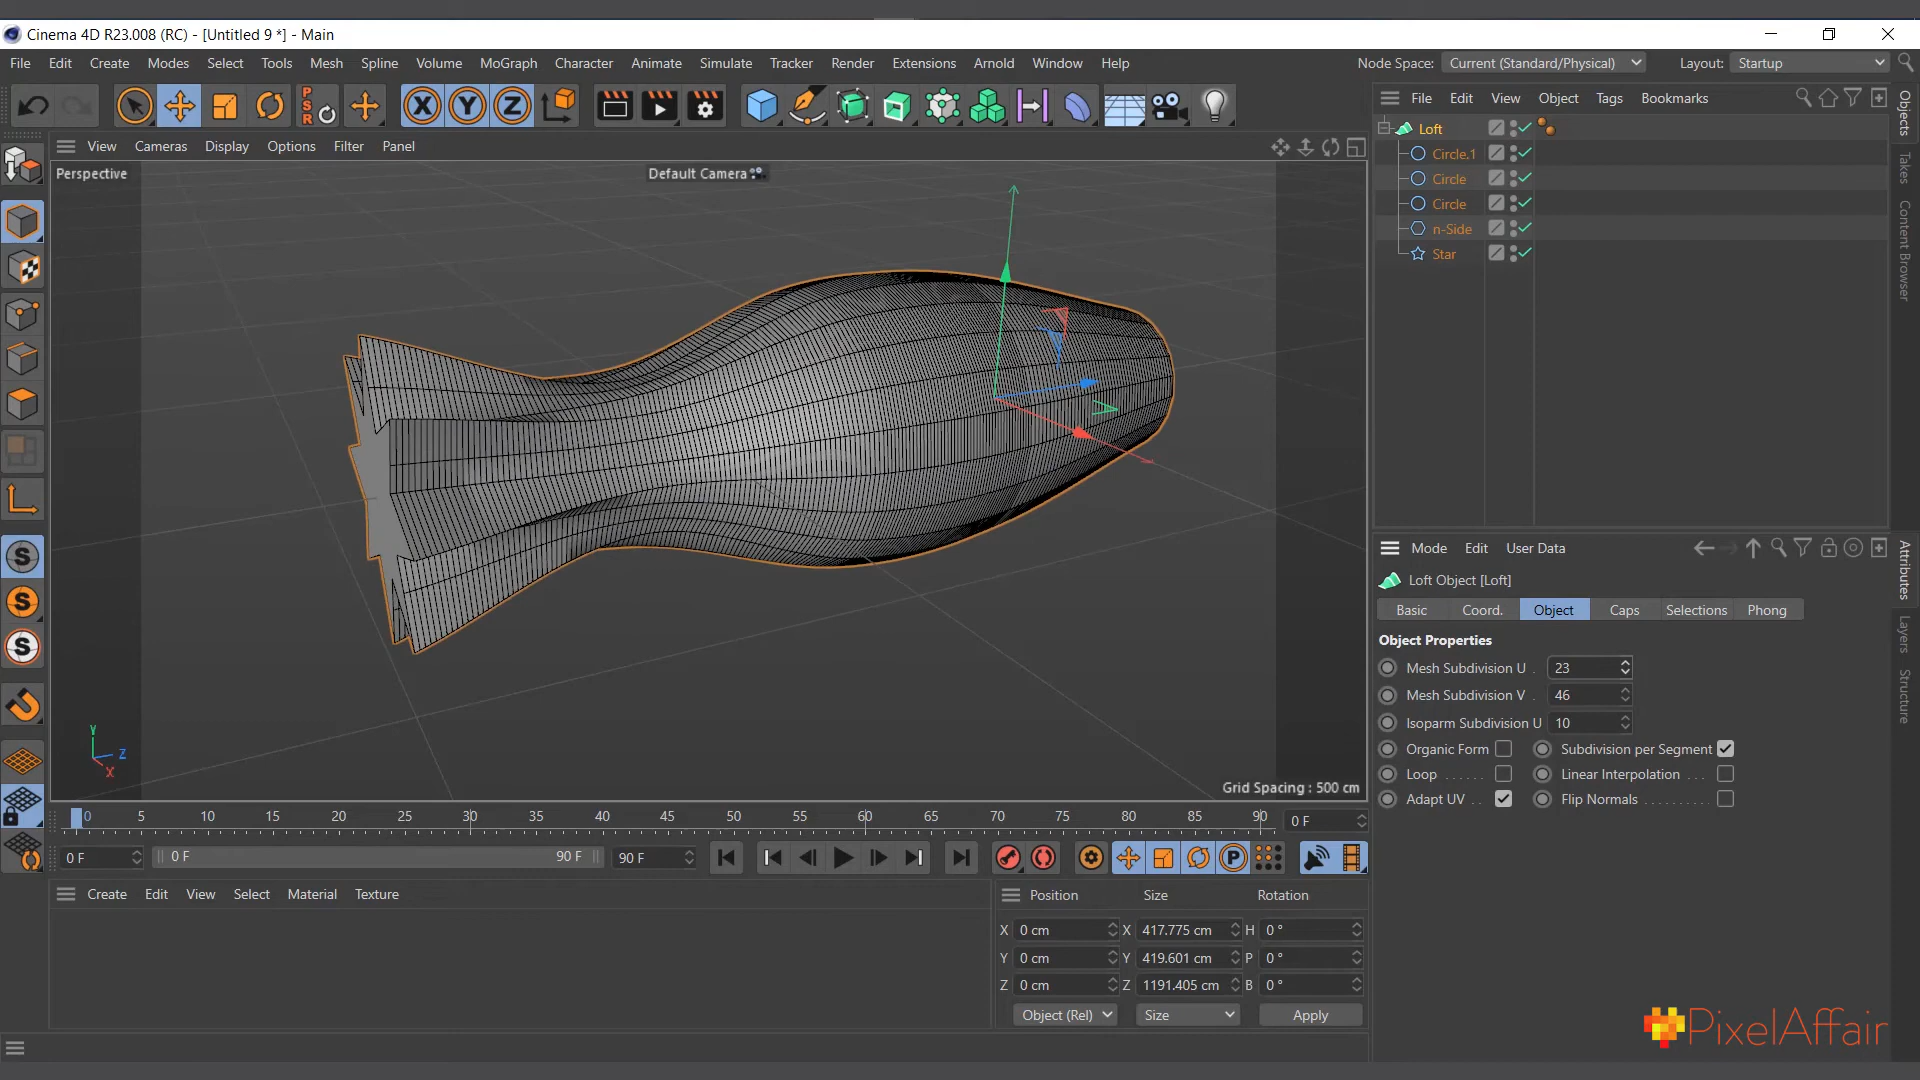 Cinema 4D R23.008 (RC) - [Untitled 9 *] - Main
File Edit Create Modes Select Tools Mesh Spline Volume MoGraph Character Animate Simulate Tracker Render Extensions Arnold Window Help Node Space: Current (Standard/Physical) Layout: Startup
PSR X Y Z
File Edit View Object Tags Bookmarks
View Cameras Display Options Filter Panel
Perspective
Default Camera
Loft
Circle.1
Circle
Circle
n-Side
Star
Objects
Takes
Content Browser
S
S
S
Mode Edit User Data
Loft Object [Loft]
Basic Coord. Object Caps Selections Phong
Object Properties
Mesh Subdivision U . 23
Mesh Subdivision V . 46
Isoparm Subdivision U 10
Organic Form Subdivision per Segment
Loop . . . . . . Linear Interpolation . . .
Adapt UV . . Flip Normals . . . . . . . . .
Attributes
Layers
Structure
Y
Z
X
Grid Spacing : 500 cm
0 5 10 15 20 25 30 35 40 45 50 55 60 65 70 75 80 85 90 0 F
0 F 0 F 90 F 90 F P
Create Edit View Select Material Texture
Position Size Rotation
X 0 cm X 417.775 cm H 0 °
Y 0 cm Y 419.601 cm P 0 °
Z 0 cm Z 1191.405 cm B 0 °
Object (Rel) Size Apply
PixelAffair